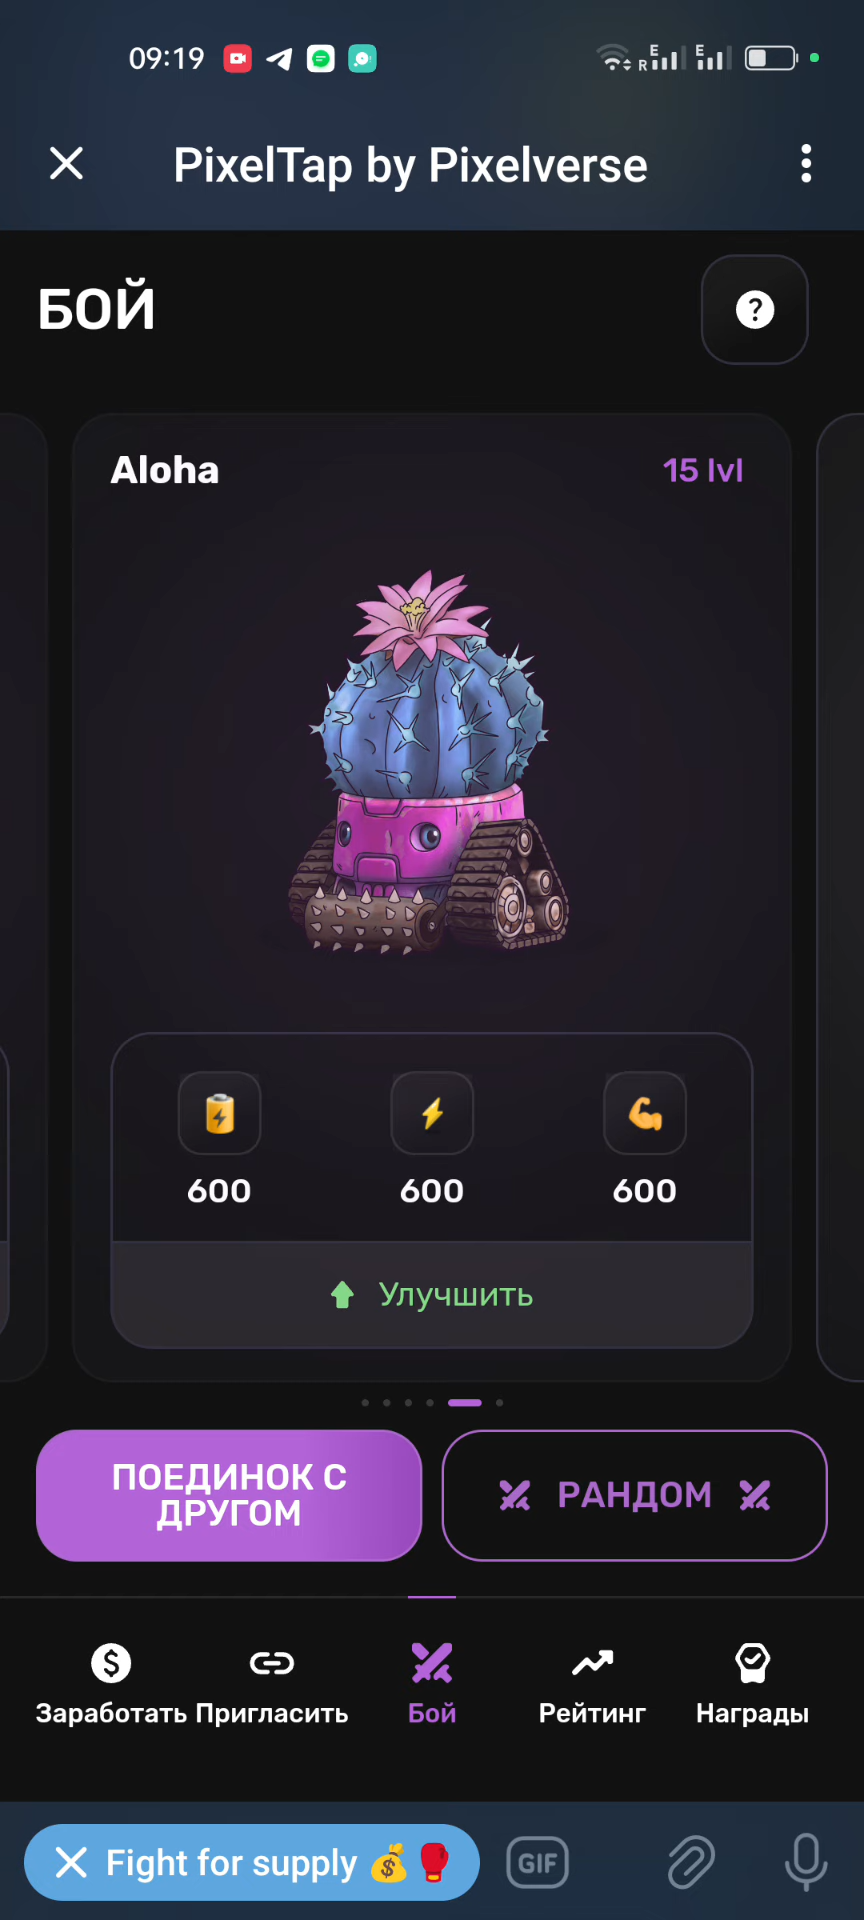 09:19
R E E
PixelTap by Pixelverse
БОЙ
?
Aloha
15 lvl
600 600 600
Улучшить
ПОЕДИНОК С
ДРУГОМ
РАНДОМ
Заработать Пригласить Бой Рейтинг Награды
Fight for supply 💰🥊
GIF